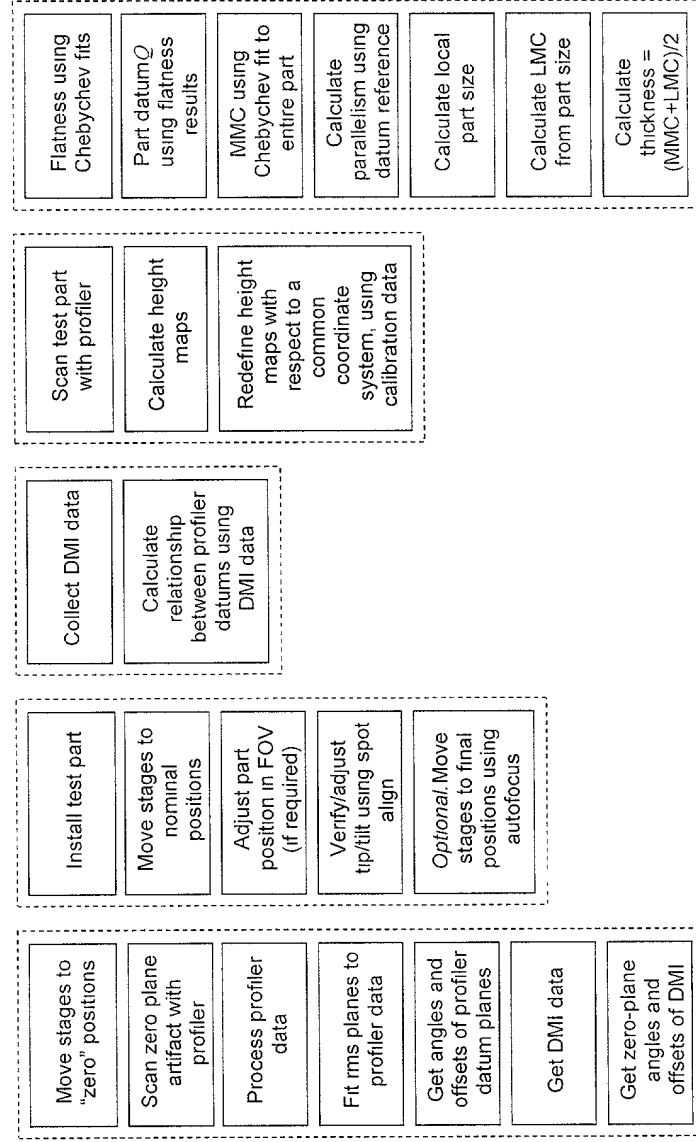 Move stages to
"zero" positions
Scan zero plane
artifact with
profiler
Process profiler
data
Fit rms planes to
profiler data
Get angles and
offsets of profiler
datum planes
Get DMI data
Get zero-plane
angles and
offsets of DMI
Install test part
Move stages to
nominal
positions
Adjust part
position in FOV
(if required)
Verify/adjust
tip/tilt using spot
align
Optional. Move
stages to final
positions using
autofocus
Collect DMI data
Calculate
relationship
between profiler
datums using
DMI data
Scan test part
with profiler
Calculate height
maps
Redefine height
maps with
respect to a
common
coordinate
system, using
calibration data
Flatness using
Chebychev fits
Part datum Q
using flatness
results
MMC using
Chebychev fit to
entire part
Calculate
parallelism using
datum reference
Calculate local
part size
Calculate LMC
from part size
Calculate
thickness =
(MMC+LMC)/2